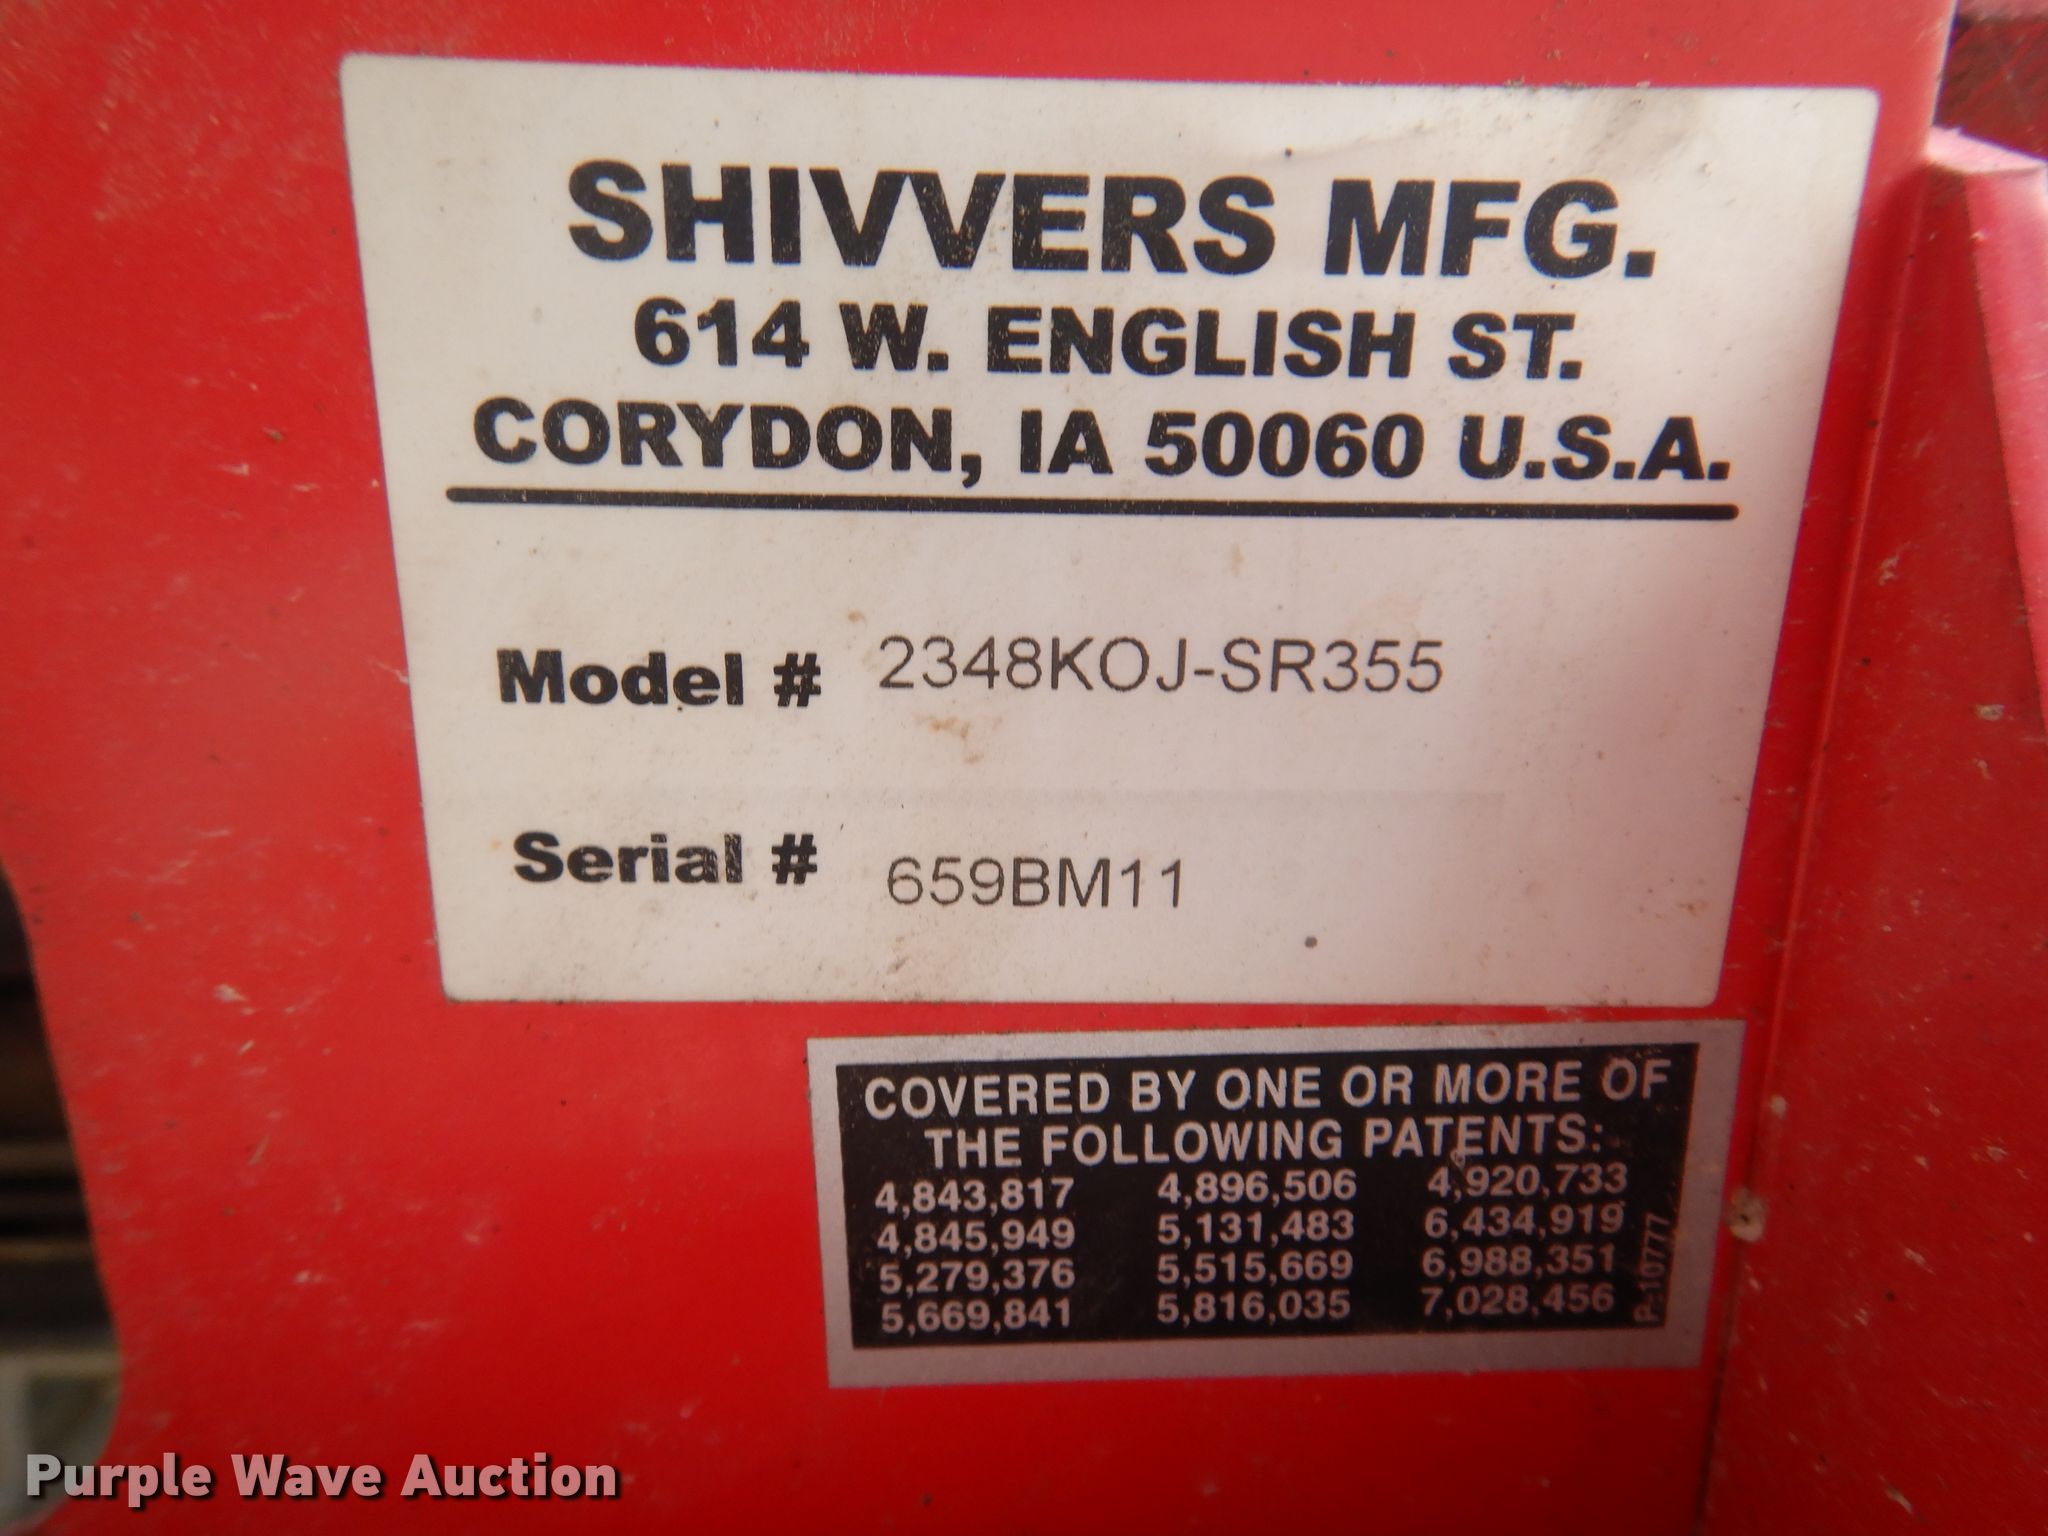 SHIVVERS MFG.
614 W. ENGLISH ST.
CORYDON, IA 50060 U.S.A.
Model # 2348KOJ-SR355
Serial # 659BM11
COVERED BY ONE OR MORE OF
THE FOLLOWING PATENTS:
4,843,817 4,896,506 4,920,733
4,845,949 5,131,483 6,434,919
5,279,376 5,515,669 6,988,351
5,669,841 5,816,035 7,028,456
P-10777
Purple Wave Auction